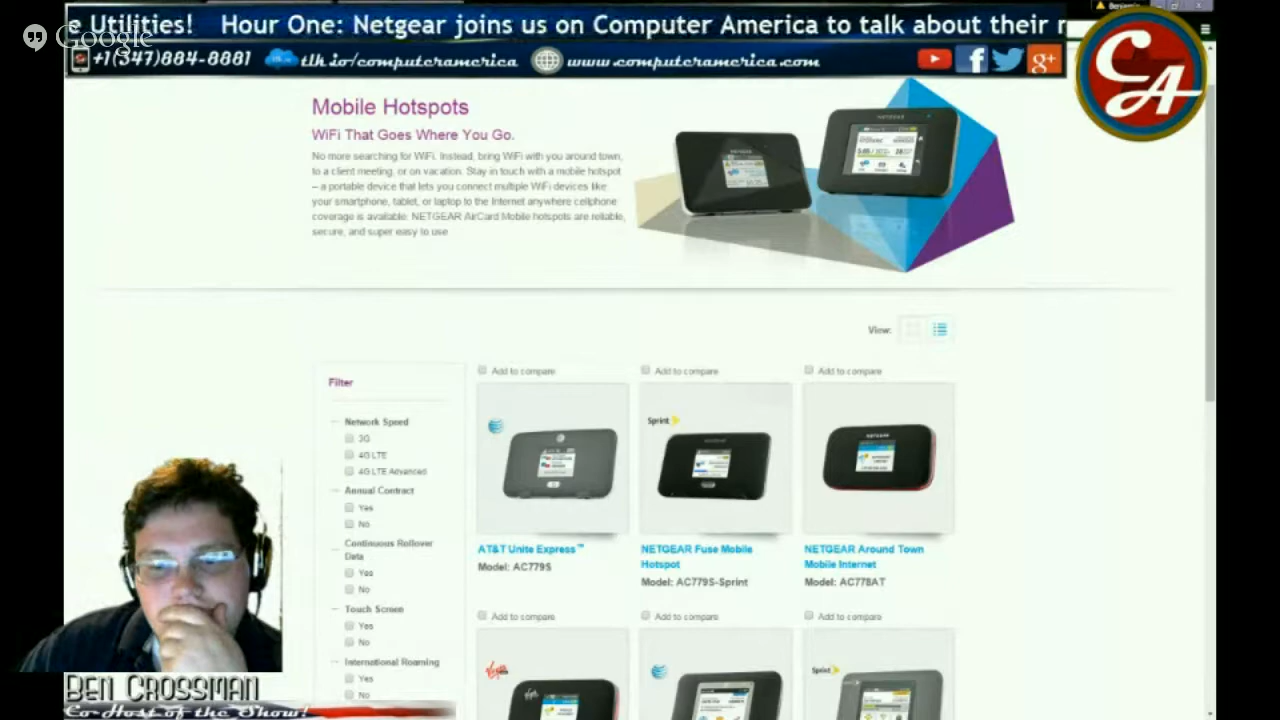 e Utilities!    Hour One: Netgear joins us on Computer America to talk about their r
Google
+1(347)884-8881
tlk.io/computeramerica
www.computeramerica.com
CA
Mobile Hotspots
WiFi That Goes Where You Go.
No more searching for WiFi. Instead, bring WiFi with you around town,
to a client meeting, or on vacation. Stay in touch with a mobile hotspot
– a portable device that lets you connect multiple WiFi devices like
your smartphone, tablet, or laptop to the Internet anywhere cellphone
coverage is available. NETGEAR AirCard Mobile hotspots are reliable,
secure, and super easy to use
View:
Filter
Network Speed
3G
4G LTE
4G LTE Advanced
Annual Contract
Yes
No
Continuous Rollover
Data
Yes
No
Touch Screen
Yes
No
International Roaming
Yes
No
Add to compare
Add to compare
Add to compare
Sprint
NETGEAR
AT&T Unite Express™
Model: AC779S
NETGEAR Fuse Mobile
Hotspot
Model: AC779S-Sprint
NETGEAR Around Town
Mobile Internet
Model: AC778AT
Add to compare
Add to compare
Add to compare
Virgin
Sprint
BEN CROSSMAN
Co-Host of the Show!